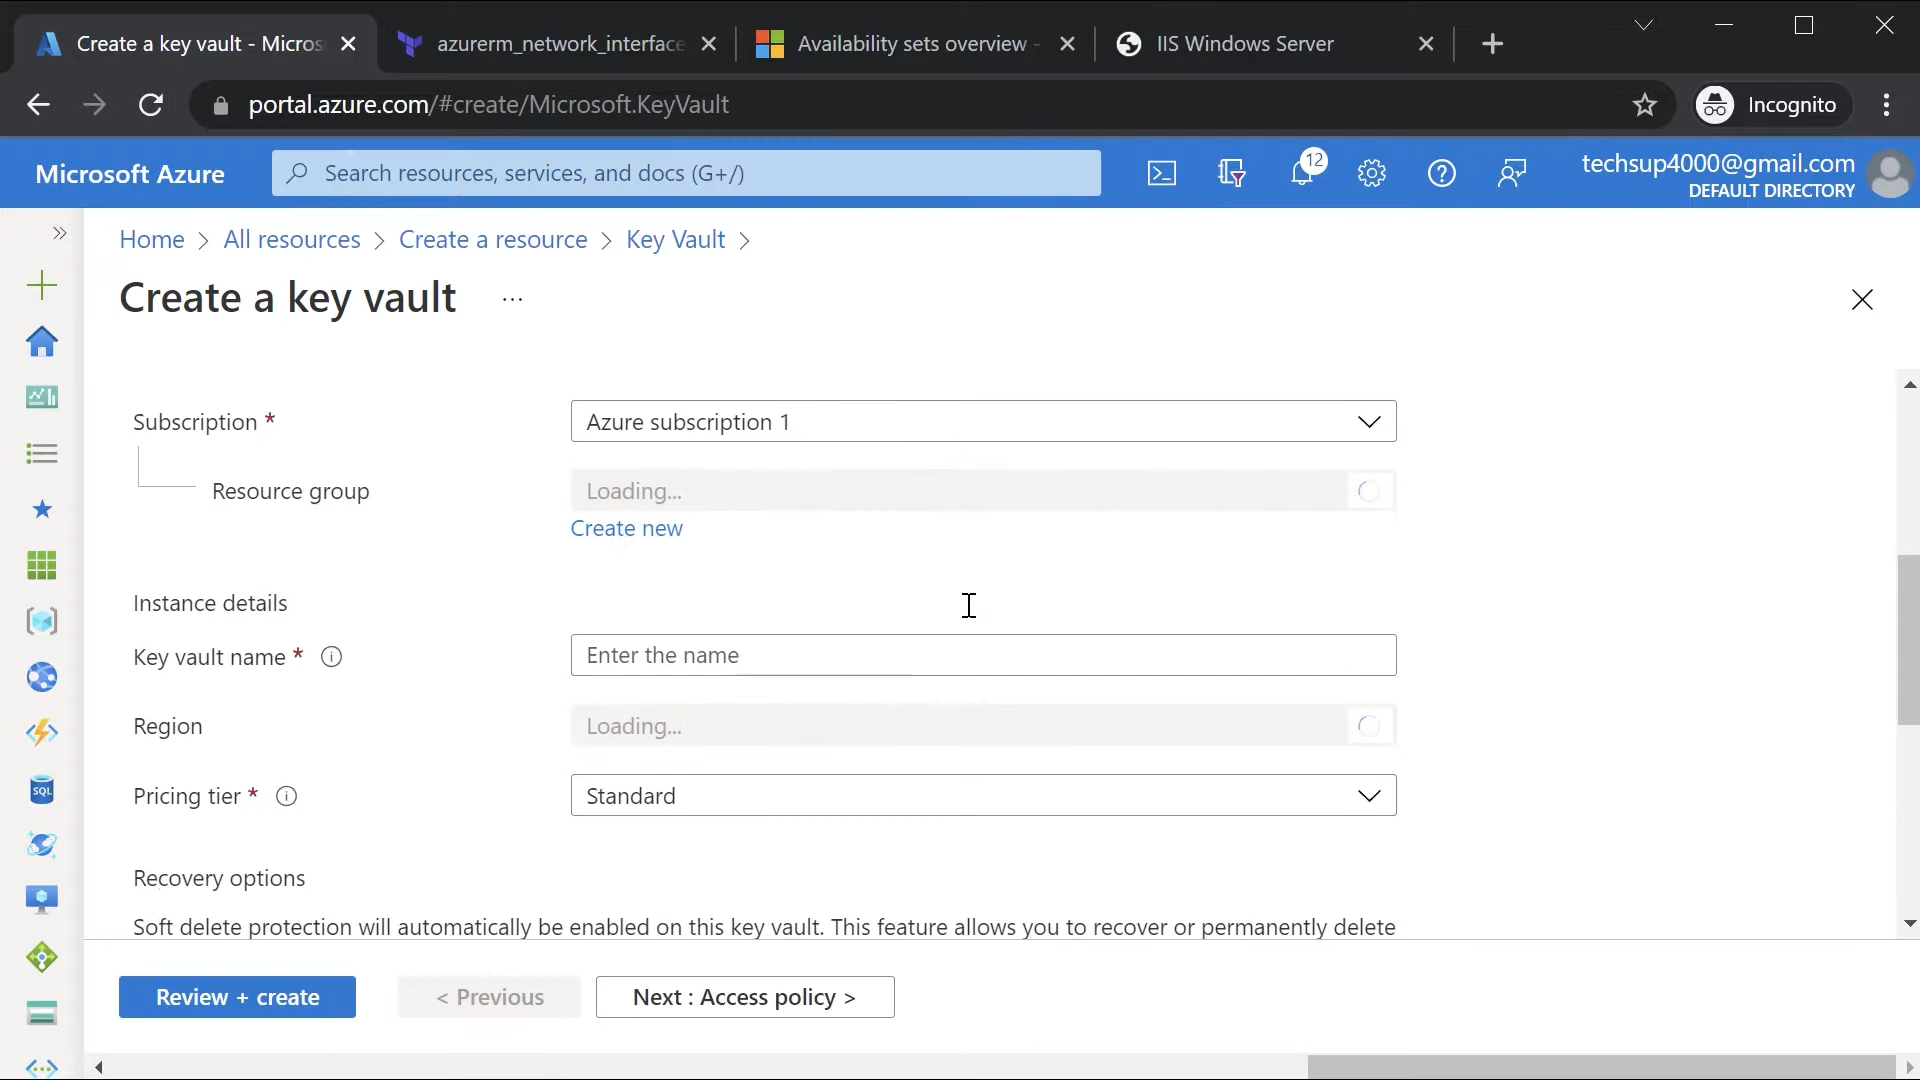 Create a key vault - Micros
azurerm_network_interface
Availability sets overview -
IIS Windows Server
portal.azure.com/#create/Microsoft.KeyVault
Incognito
Microsoft Azure
Search resources, services, and docs (G+/)
12
techsup4000@gmail.com
DEFAULT DIRECTORY
Home > All resources > Create a resource > Key Vault >
Create a key vault ...
Subscription *
Azure subscription 1
Resource group
Loading...
Create new
Instance details
Key vault name *
Enter the name
Region
Loading...
Pricing tier *
Standard
Recovery options
Soft delete protection will automatically be enabled on this key vault. This feature allows you to recover or permanently delete
Review + create
< Previous
Next : Access policy >
SQL